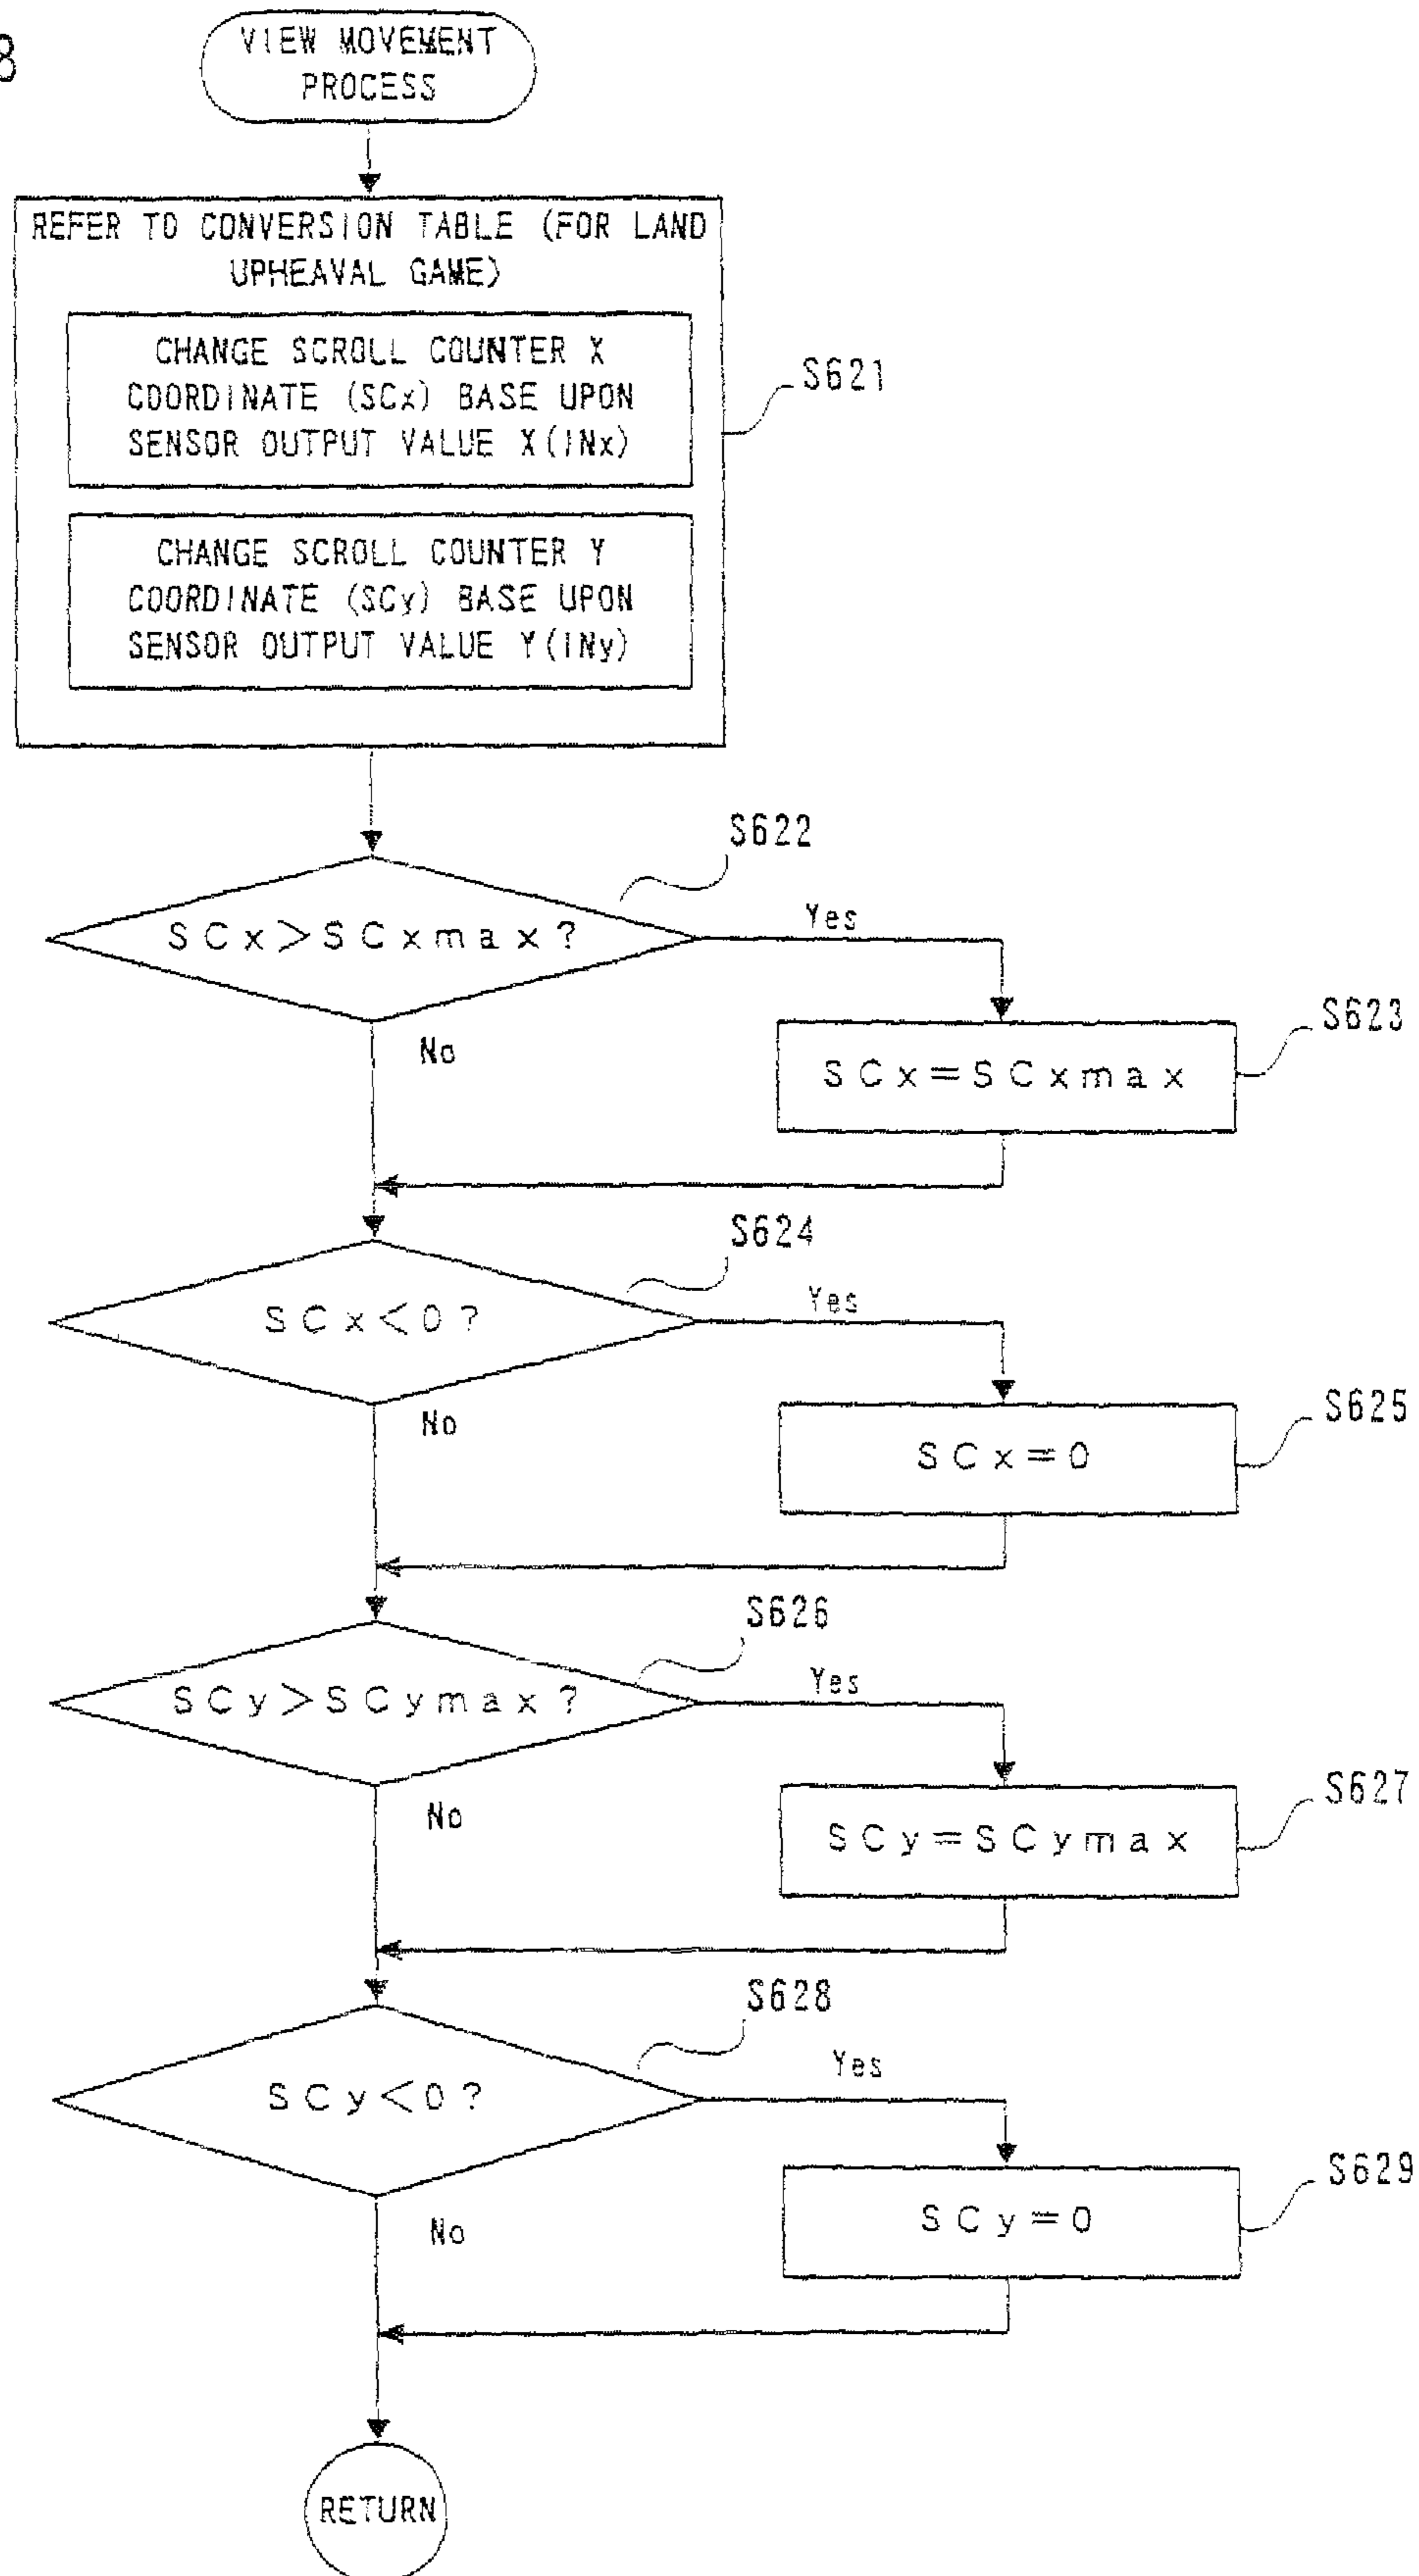 8
VIEW MOVEMENT
PROCESS
REFER TO CONVERSION TABLE (FOR LAND
UPHEAVAL GAME)
CHANGE SCROLL COUNTER X
COORDINATE (SCx) BASE UPON
SENSOR OUTPUT VALUE X(INx)
S621
CHANGE SCROLL COUNTER Y
COORDINATE (SCy) BASE UPON
SENSOR OUTPUT VALUE Y(INy)
S622
SCx>SCxmax?
Yes
No
S623
SCx=SCxmax
S624
SCx<0?
Yes
No
S625
SCx=0
S626
SCy>SCymax?
Yes
No
S627
SCy=SCymax
S628
SCy<0?
Yes
No
S629
SCy=0
RETURN